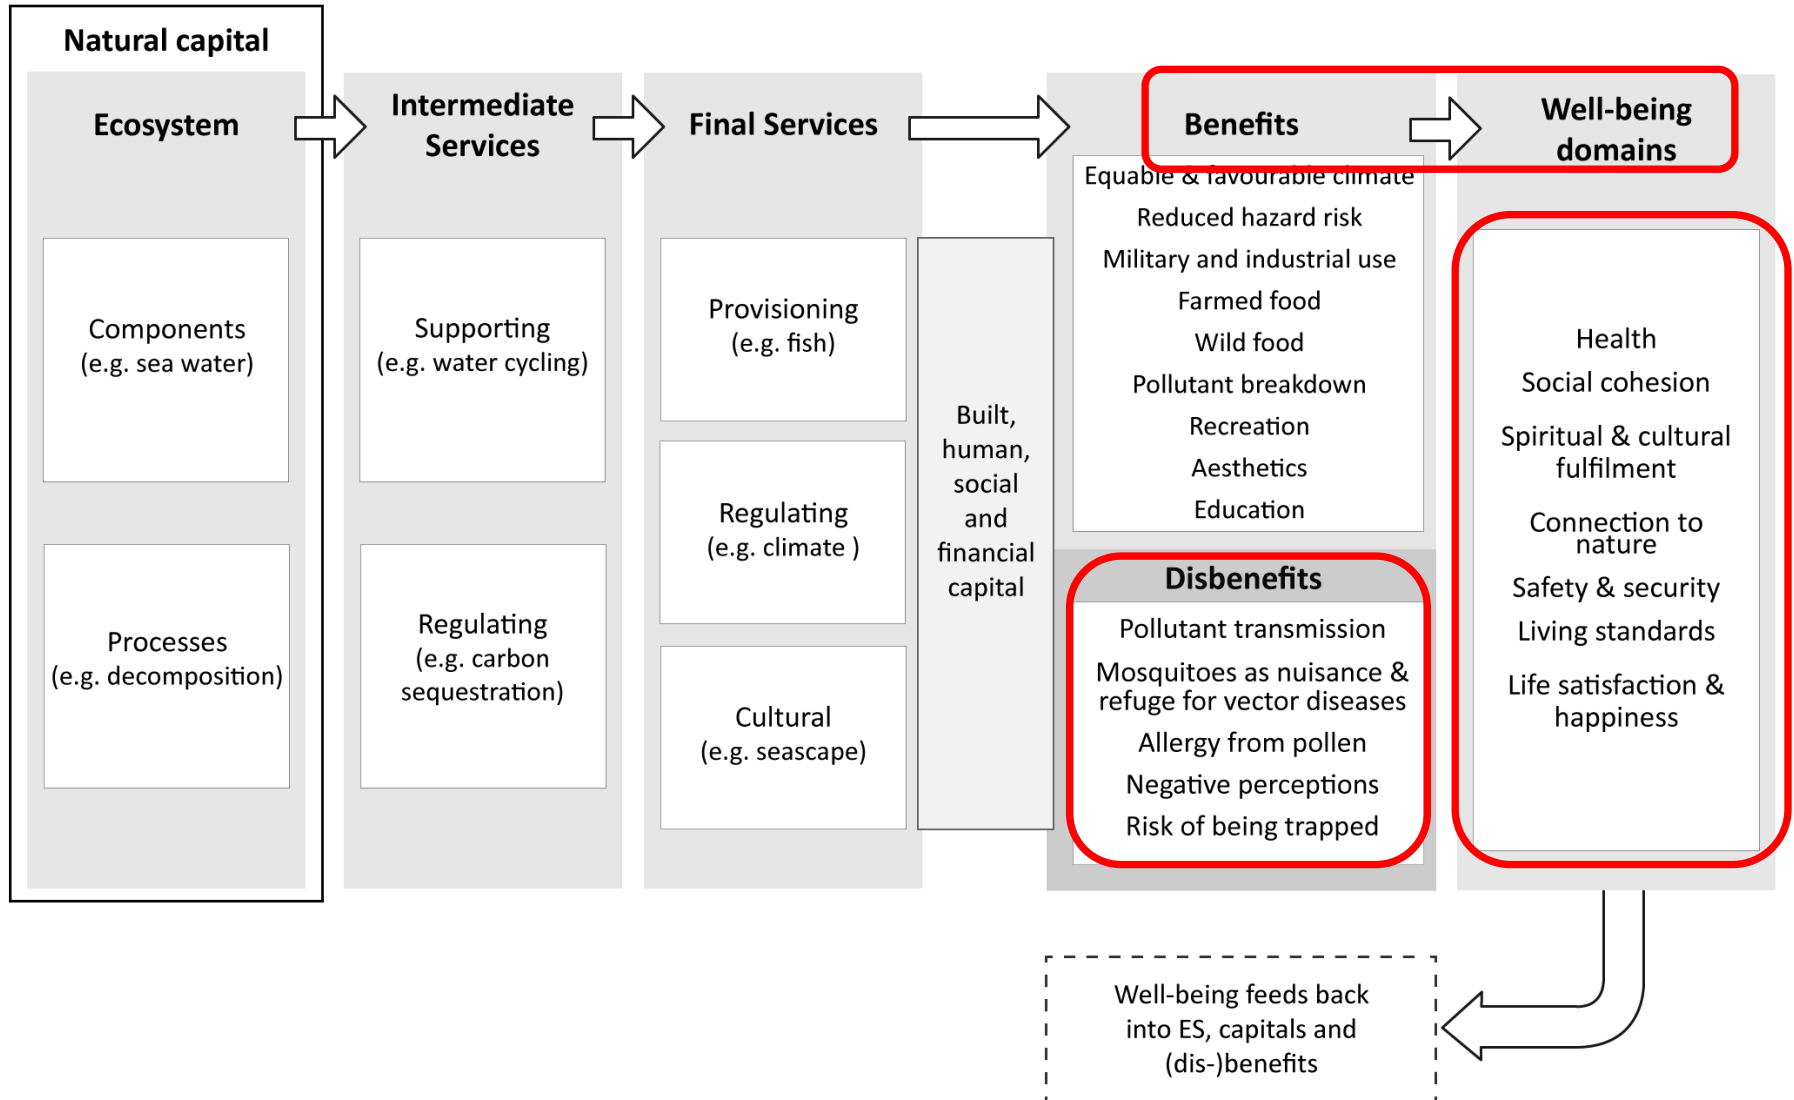 Natural capital
Ecosystem
Components
(e.g. sea water)
Processes
(e.g. decomposition)
Intermediate
Services
Supporting
(e.g. water cycling)
Regulating
(e.g. carbon
sequestration)
Final Services
Provisioning
(e.g. fish)
Regulating
(e.g. climate )
Cultural
(e.g. seascape)
Built,
human,
social
and
financial
capital
Benefits
Equable & favourable climate
Reduced hazard risk
Military and industrial use
Farmed food
Wild food
Pollutant breakdown
Recreation
Aesthetics
Education
Disbenefits
Pollutant transmission
Mosquitoes as nuisance &
refuge for vector diseases
Allergy from pollen
Negative perceptions
Risk of being trapped
Well-being
domains
Health
Social cohesion
Spiritual & cultural
fulfilment
Connection to
nature
Safety & security
Living standards
Life satisfaction &
happiness
Well-being feeds back
into ES, capitals and
(dis-)benefits